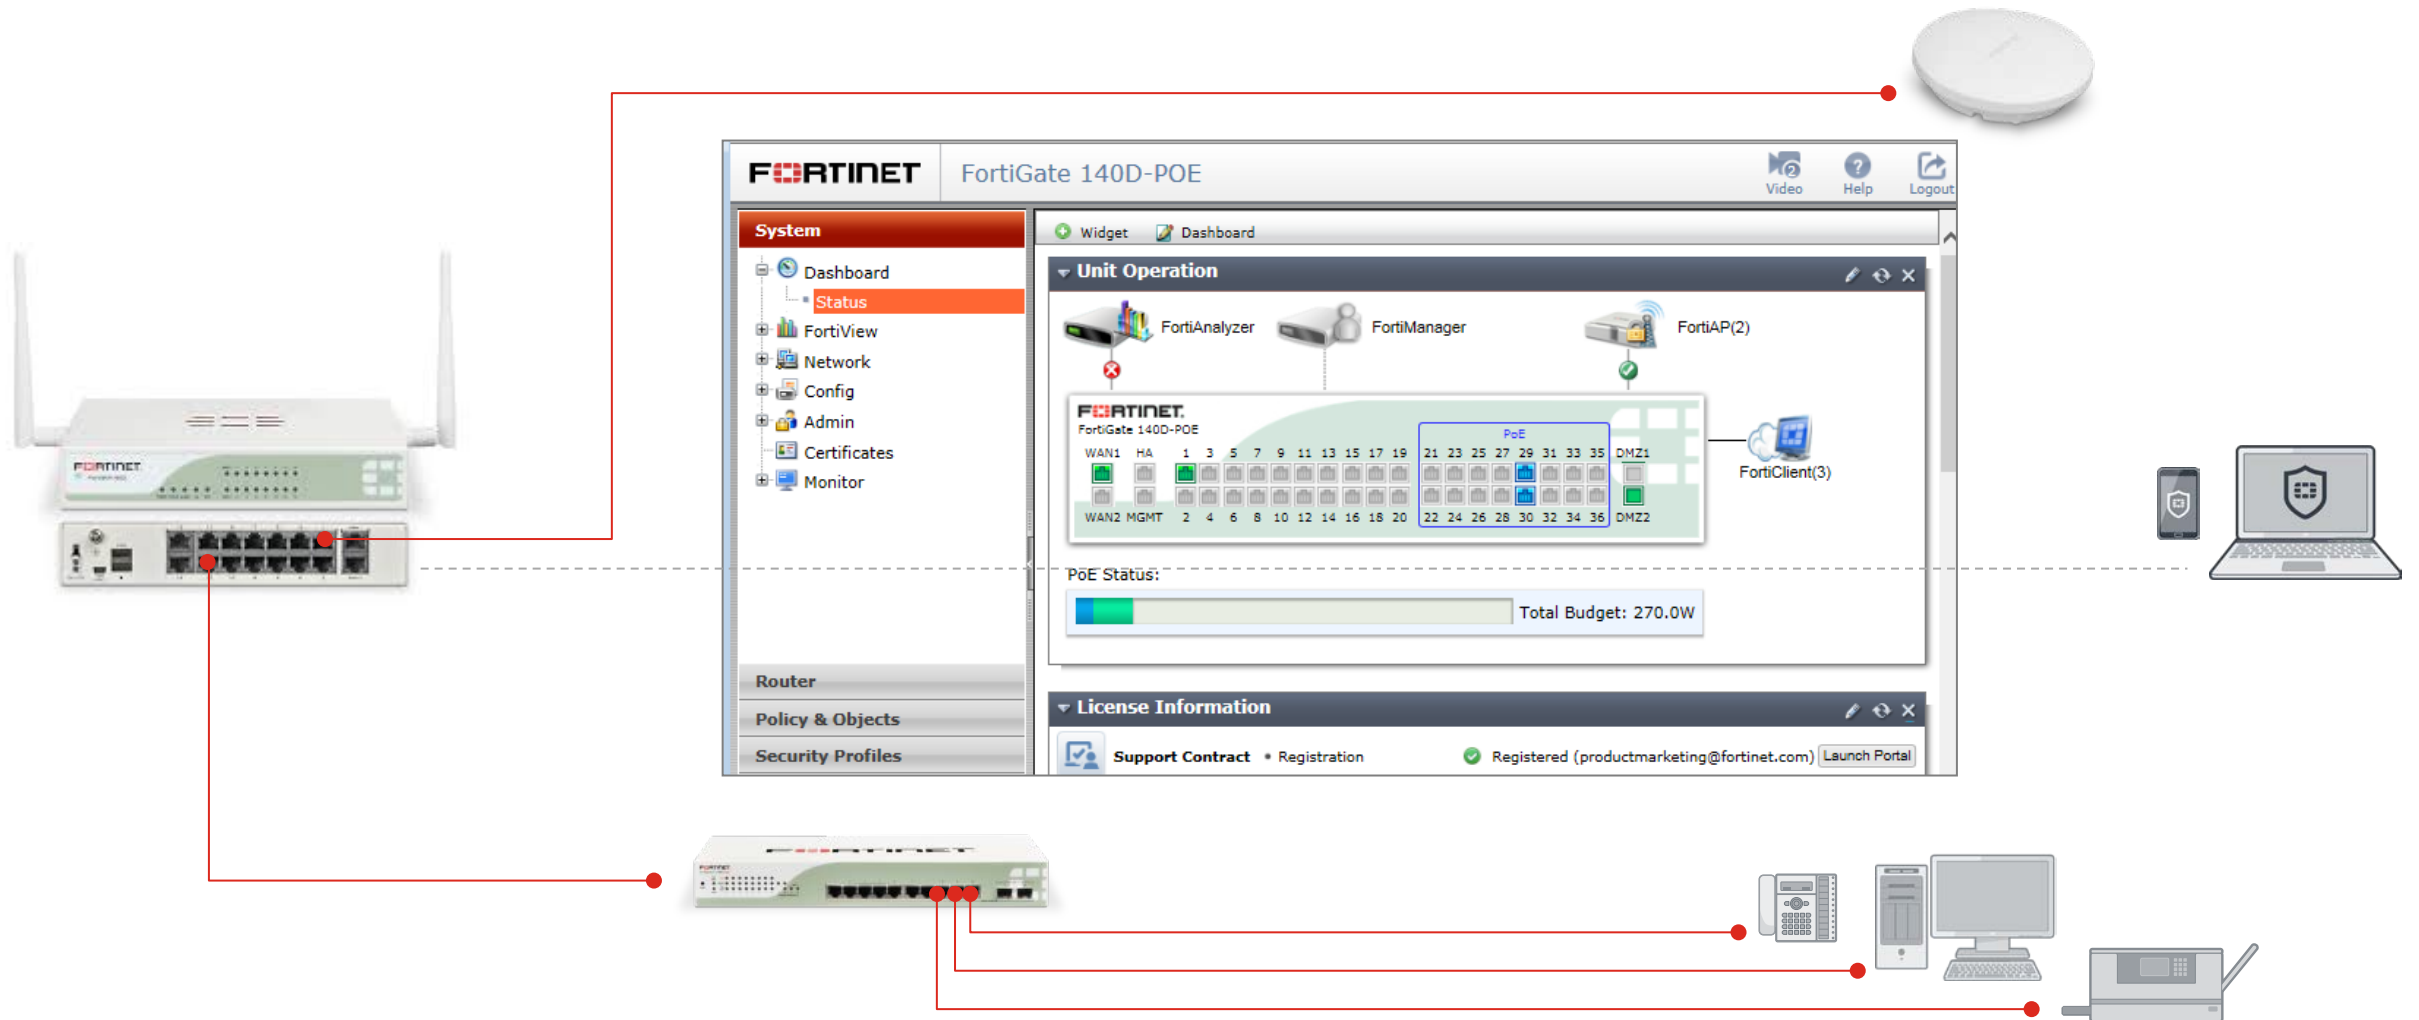 FORTINET
FortiGate 140D-POE
Video
Help
Logout
System
Dashboard
Status
FortiView
Network
Config
Admin
Certificates
Monitor
Router
Policy & Objects
Security Profiles
Widget
Dashboard
Unit Operation
FortiAnalyzer
FortiManager
FortiAP(2)
FORTINET.
FortiGate 140D-POE
PoE
WAN1 HA 1 3 5 7 9 11 13 15 17 19 21 23 25 27 29 31 33 35 DMZ1
WAN2 MGMT 2 4 6 8 10 12 14 16 18 20 22 24 26 28 30 32 34 36 DMZ2
FortiClient(3)
PoE Status:
Total Budget: 270.0W
License Information
Support Contract • Registration
Registered (productmarketing@fortinet.com) Launch Portal
FORTINET
FORTINET
FORTINET